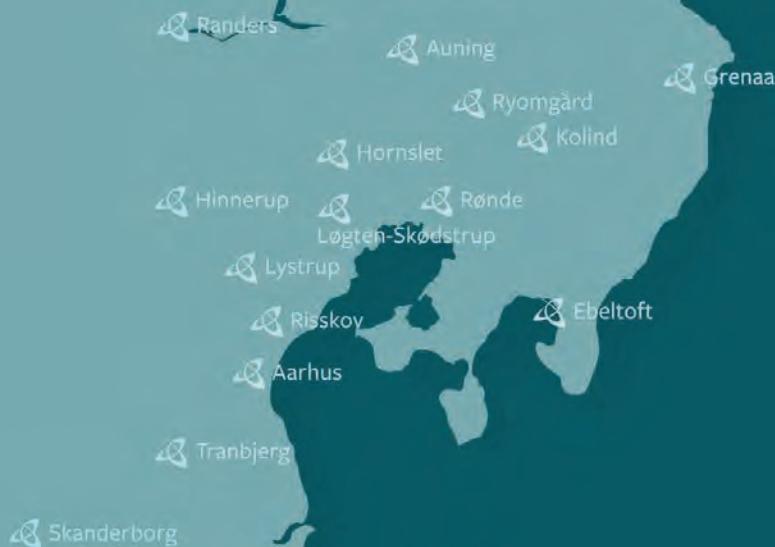 Randers
Auning
Grenaa
Ryomgård
Kolind
Hornslet
Hinnerup
Rønde
Løgten-Skødstrup
Lystrup
Ebeltoft
Risskov
Aarhus
Tranbjerg
Skanderborg